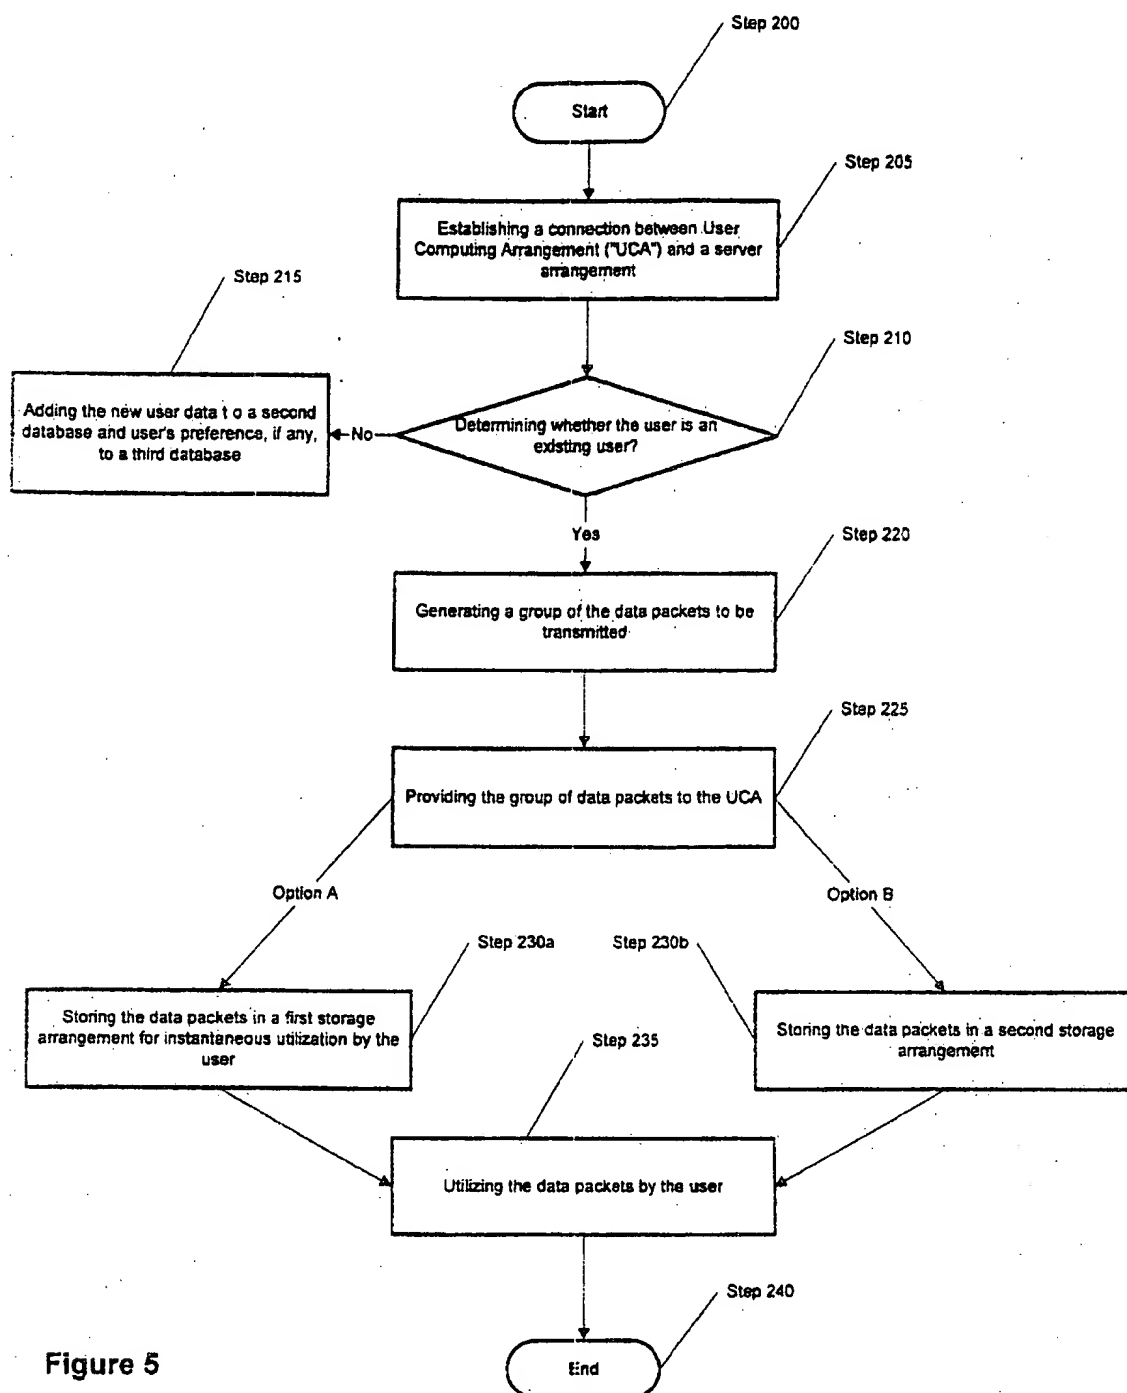 Step 200
Start
Step 205
Establishing a connection between User
Computing Arrangement ("UCA") and a server
arrangement
Step 215
Step 210
Adding the new user data t o a second
database and user's preference, if any,
to a third database
No
Determining whether the user is an
existing user?
Yes
Step 220
Generating a group of the data packets to be
transmitted
Step 225
Providing the group of data packets to the UCA
Option A
Option B
Step 230a
Step 230b
Storing the data packets in a first storage
arrangement for instantaneous utilization by the
user
Storing the data packets in a second storage
arrangement
Step 235
Utilizing the data packets by the user
Step 240
End
Figure 5